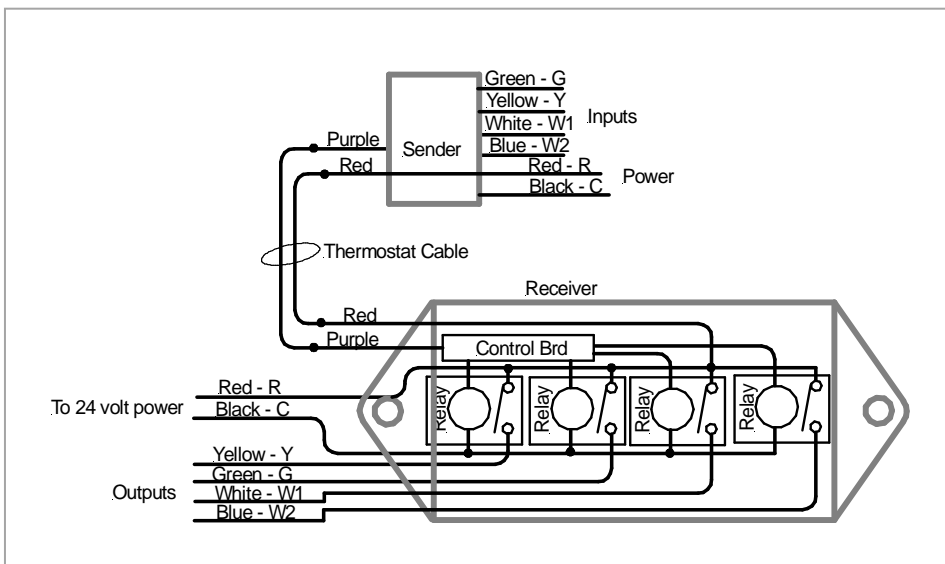 Green - G
Yellow - Y
Inputs
White - W1
Blue - W2
Purple
Sender
Red
Red - R
Power
Black - C
Thermostat Cable
Receiver
Red
Purple
Control Brd
Red - R
To 24 volt power
Black - C
Relay
Relay
Relay
Relay
Yellow - Y
Green - G
Outputs
White - W1
Blue - W2